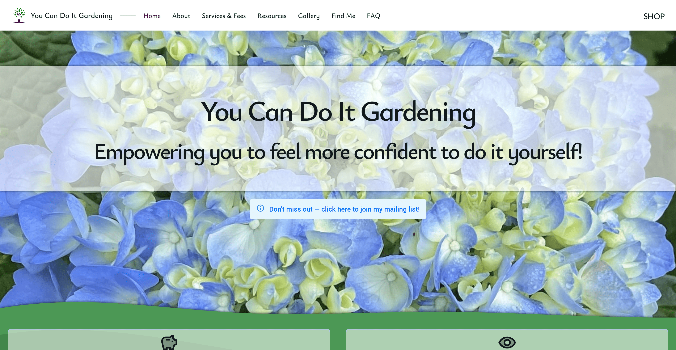 You Can Do It Gardening
Home About Services & Fees Resources Gallery Find Me FAQ
SHOP
You Can Do It Gardening
Empowering you to feel more confident to do it yourself!
Don't miss out — click here to join my mailing list!